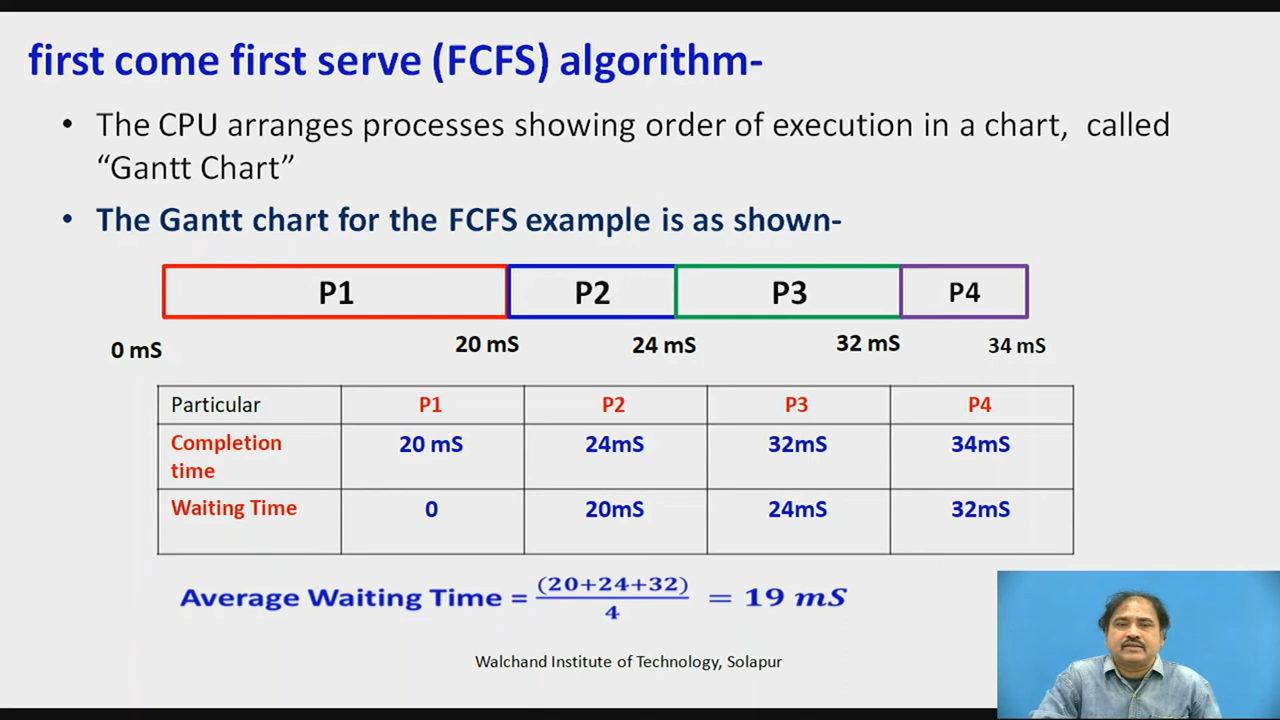 first come first serve (FCFS) algorithm-
• The CPU arranges processes showing order of execution in a chart, called
“Gantt Chart”
• The Gantt chart for the FCFS example is as shown-
P1 P2 P3 P4
0 mS 20 mS 24 mS 32 mS 34 mS
Particular P1 P2 P3 P4
Completion 20 mS 24mS 32mS 34mS
time
Waiting Time 0 20mS 24mS 32mS
Average Waiting Time = (20+24+32)/4 = 19 mS
Walchand Institute of Technology, Solapur